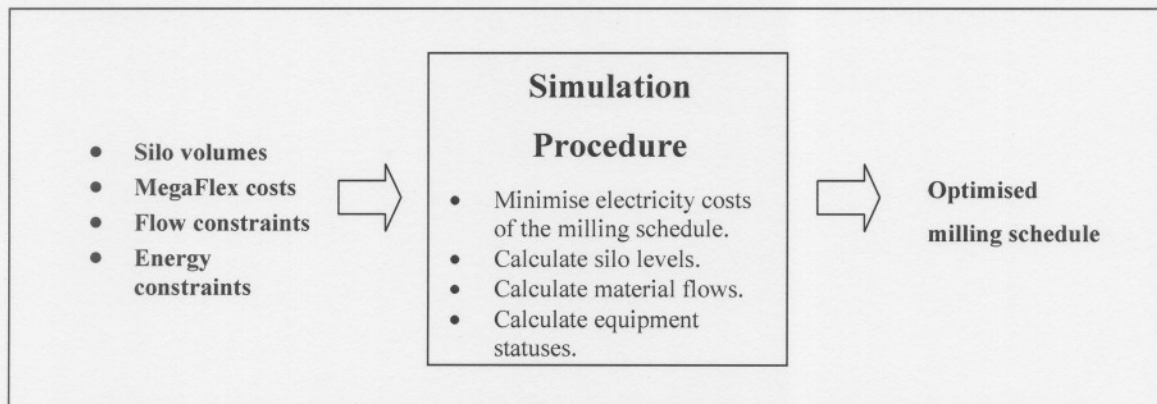 • Silo volumes
• MegaFlex costs
• Flow constraints
• Energy
constraints
Simulation
Procedure
• Minimise electricity costs
of the milling schedule.
• Calculate silo levels.
• Calculate material flows.
• Calculate equipment
statuses.
Optimised
milling schedule